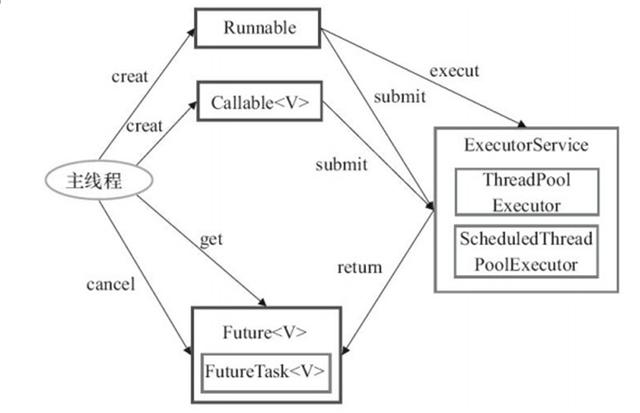 Runnable
creat
execut
submit
creat
Callable<V>
submit
ExecutorService
ThreadPool
Executor
ScheduledThread
PoolExecutor
主线程
get
return
cancel
Future<V>
FutureTask<V>